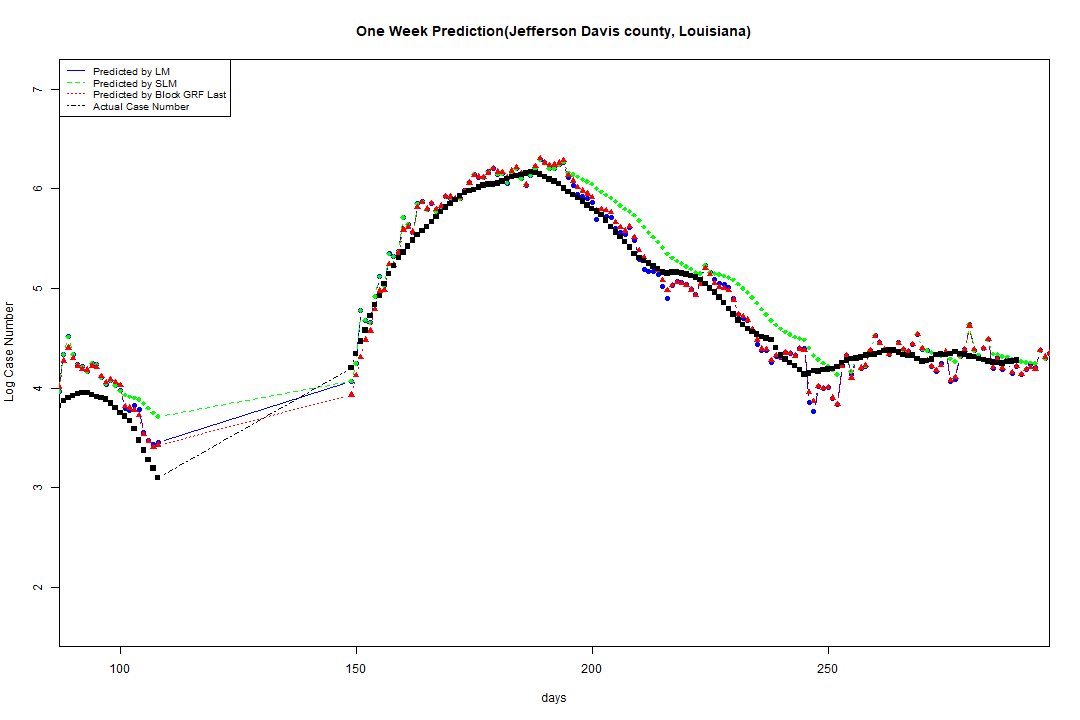 One Week Prediction(Jefferson Davis county, Louisiana)
Predicted by LM
Predicted by SLM
Predicted by Block GRF Last
Actual Case Number
7
6
5
4
3
2
Log Case Number
100 150 200 250
days